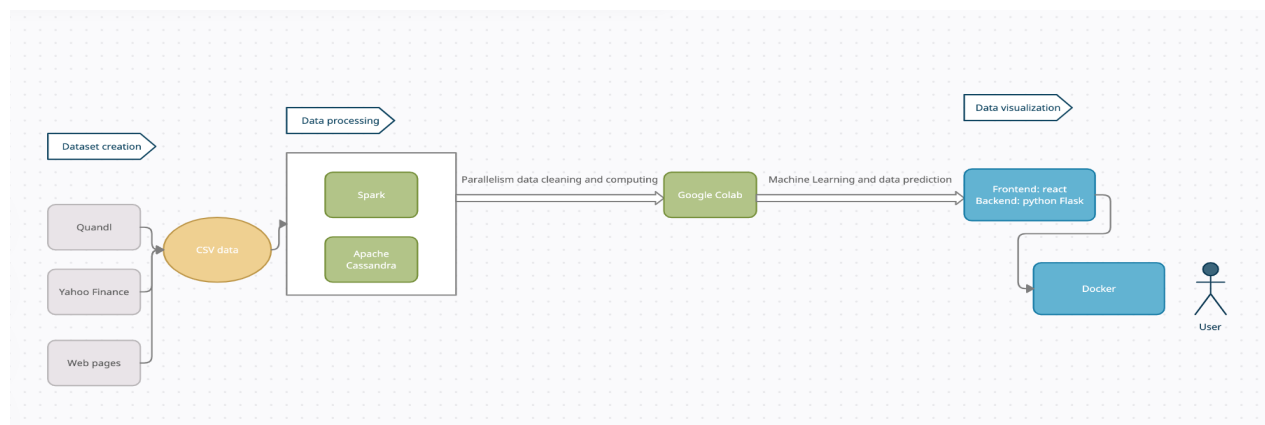 Dataset creation
Quandl
Yahoo Finance
Web pages
CSV data
Data processing
Spark
Apache
Cassandra
Parallelism data cleaning and computing
Google Colab
Machine Learning and data prediction
Data visualization
Frontend: react
Backend: python Flask
Docker
User